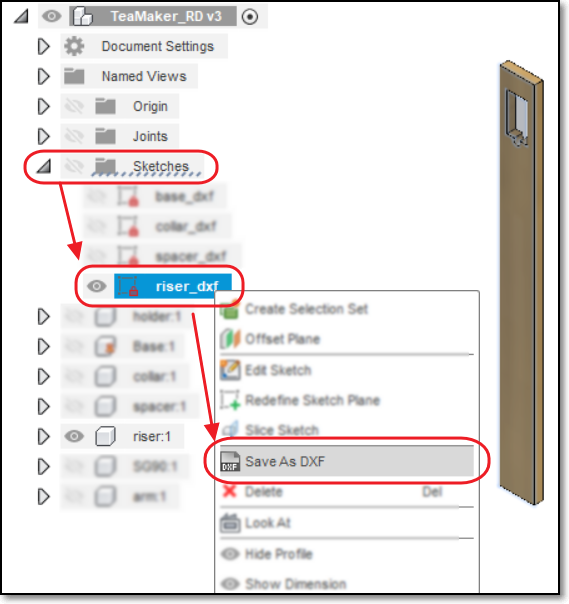 TeaMaker_RD v3
Document Settings
Named Views
Origin
Joints
Sketches
base_dxf
collar_dxf
spacer_dxf
riser_dxf
holder:1
Create Selection Set
Offset Plane
Base:1
Edit Sketch
collar:1
Redefine Sketch Plane
spacer:1
Slice Sketch
riser:1
DXF Save As DXF
SG90:1
Delete Del
arm:1
Look At
Hide Profile
Show Dimension